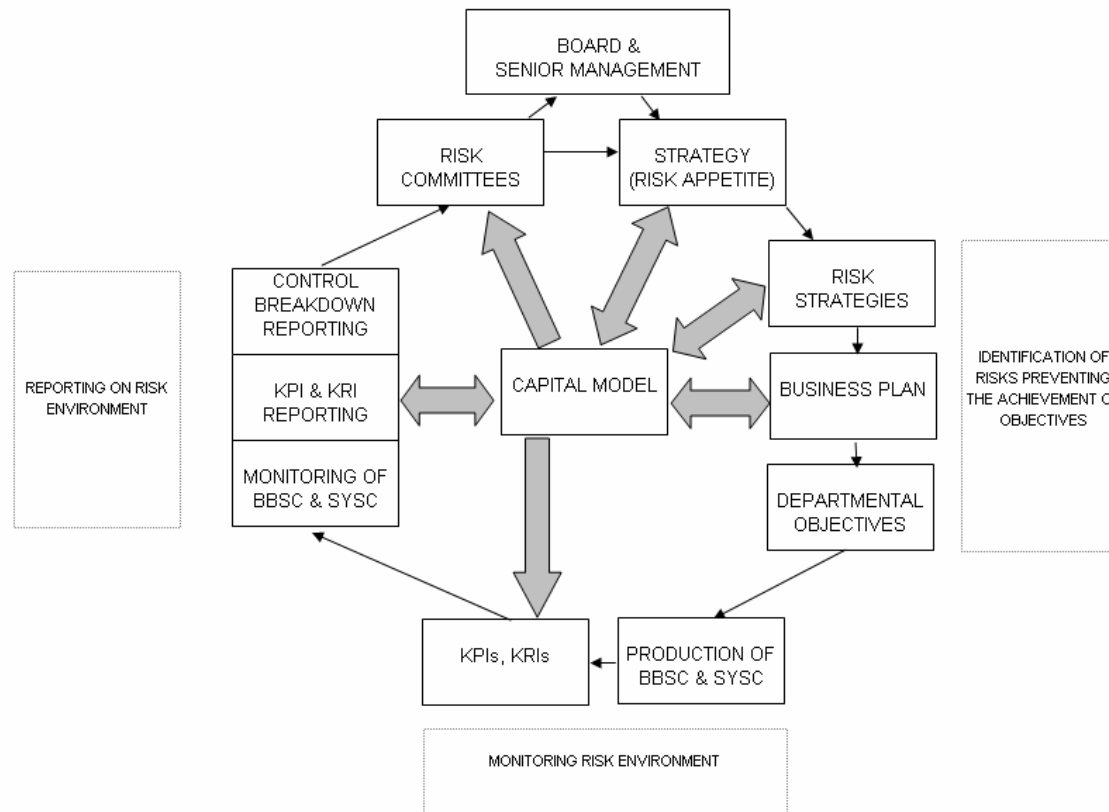 BOARD &
SENIOR MANAGEMENT
RISK
COMMITTEES
STRATEGY
(RISK APPETITE)
CONTROL
BREAKDOWN
REPORTING
RISK
STRATEGIES
REPORTING ON RISK
ENVIRONMENT
KPI & KRI
REPORTING
CAPITAL MODEL
BUSINESS PLAN
IDENTIFICATION OF
RISKS PREVENTING
THE ACHIEVEMENT O
OBJECTIVES
MONITORING OF
BBSC & SYSC
DEPARTMENTAL
OBJECTIVES
KPIs, KRIs
PRODUCTION OF
BBSC & SYSC
MONITORING RISK ENVIRONMENT